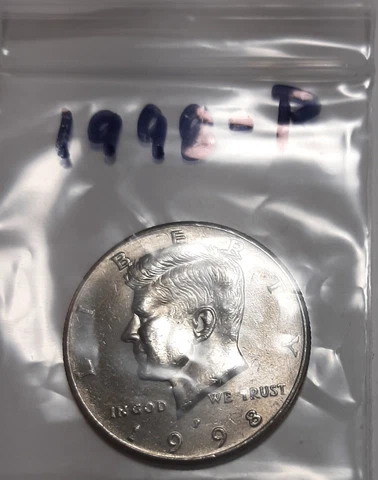 1998-P
LIBERTY
IN GOD WE TRUST
P
1998